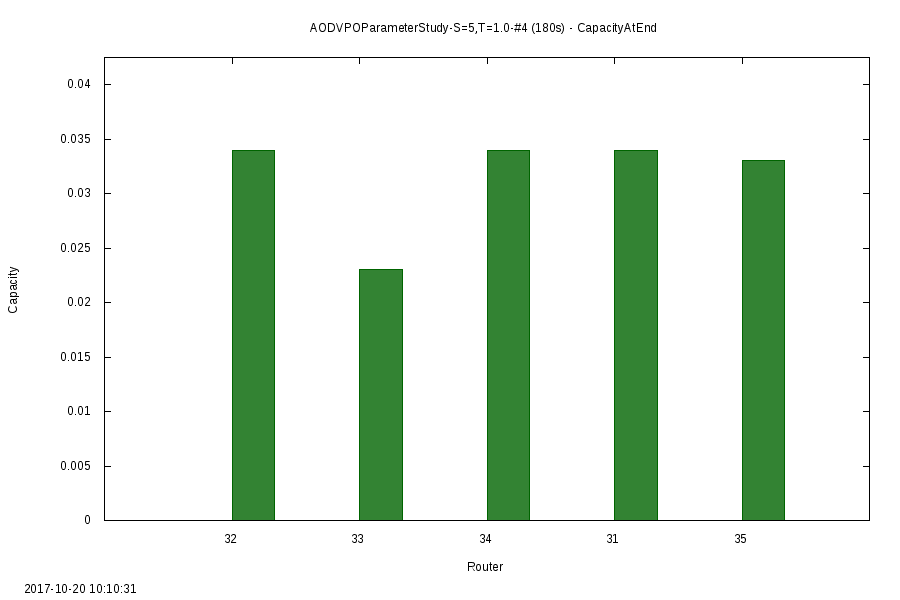 AODVPOParameterStudy-S=5,T=1.0-#4 (180s) - CapacityAtEnd
0.04
0.035
0.03
0.025
0.02
0.015
0.01
0.005
0
Capacity
32 33 34 31 35
Router
2017-10-20 10:10:31